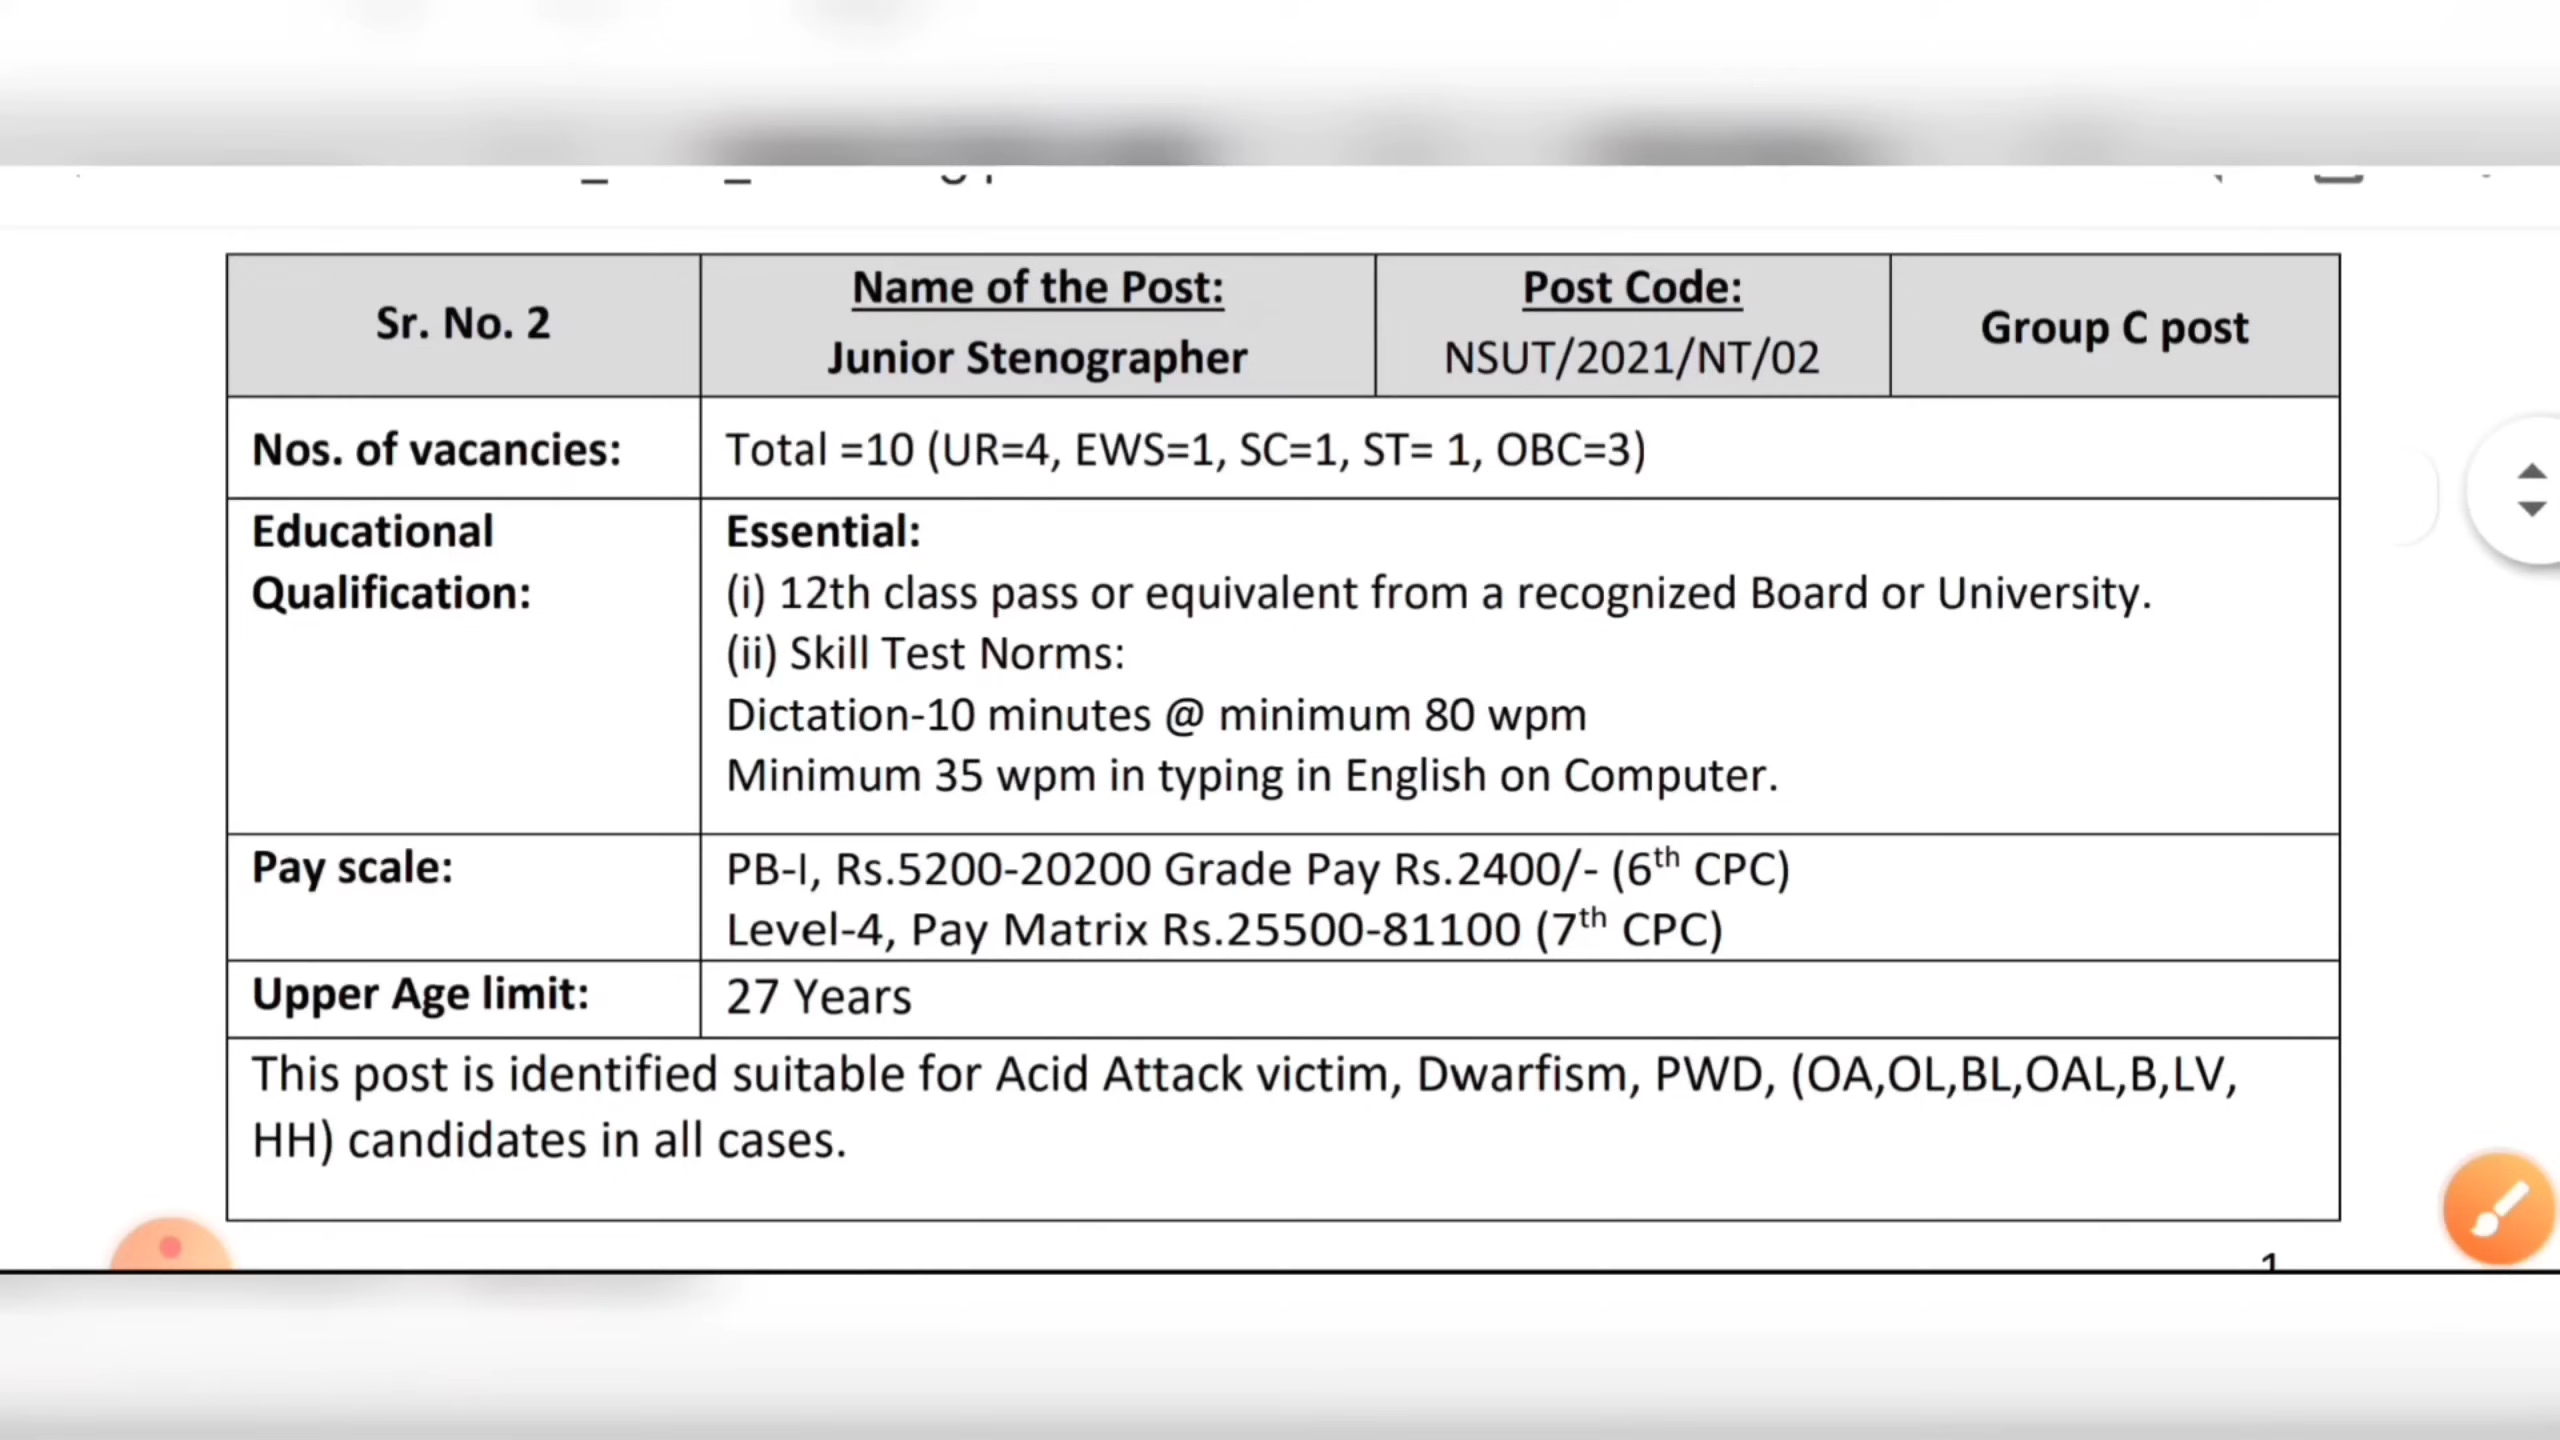 Sr. No. 2
Name of the Post:
Junior Stenographer
Post Code:
NSUT/2021/NT/02
Group C post
Nos. of vacancies:
Total =10 (UR=4, EWS=1, SC=1, ST= 1, OBC=3)
Educational
Qualification:
Essential:
(i) 12th class pass or equivalent from a recognized Board or University.
(ii) Skill Test Norms:
Dictation-10 minutes @ minimum 80 wpm
Minimum 35 wpm in typing in English on Computer.
Pay scale:
PB-I, Rs.5200-20200 Grade Pay Rs.2400/- (6th CPC)
Level-4, Pay Matrix Rs.25500-81100 (7th CPC)
Upper Age limit:
27 Years
This post is identified suitable for Acid Attack victim, Dwarfism, PWD, (OA,OL,BL,OAL,B,LV,
HH) candidates in all cases.
1